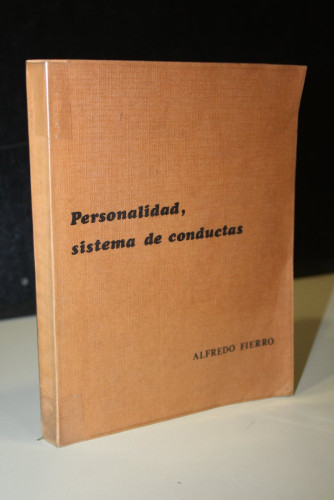 Personalidad,
sistema de conductas
ALFREDO FIERRO